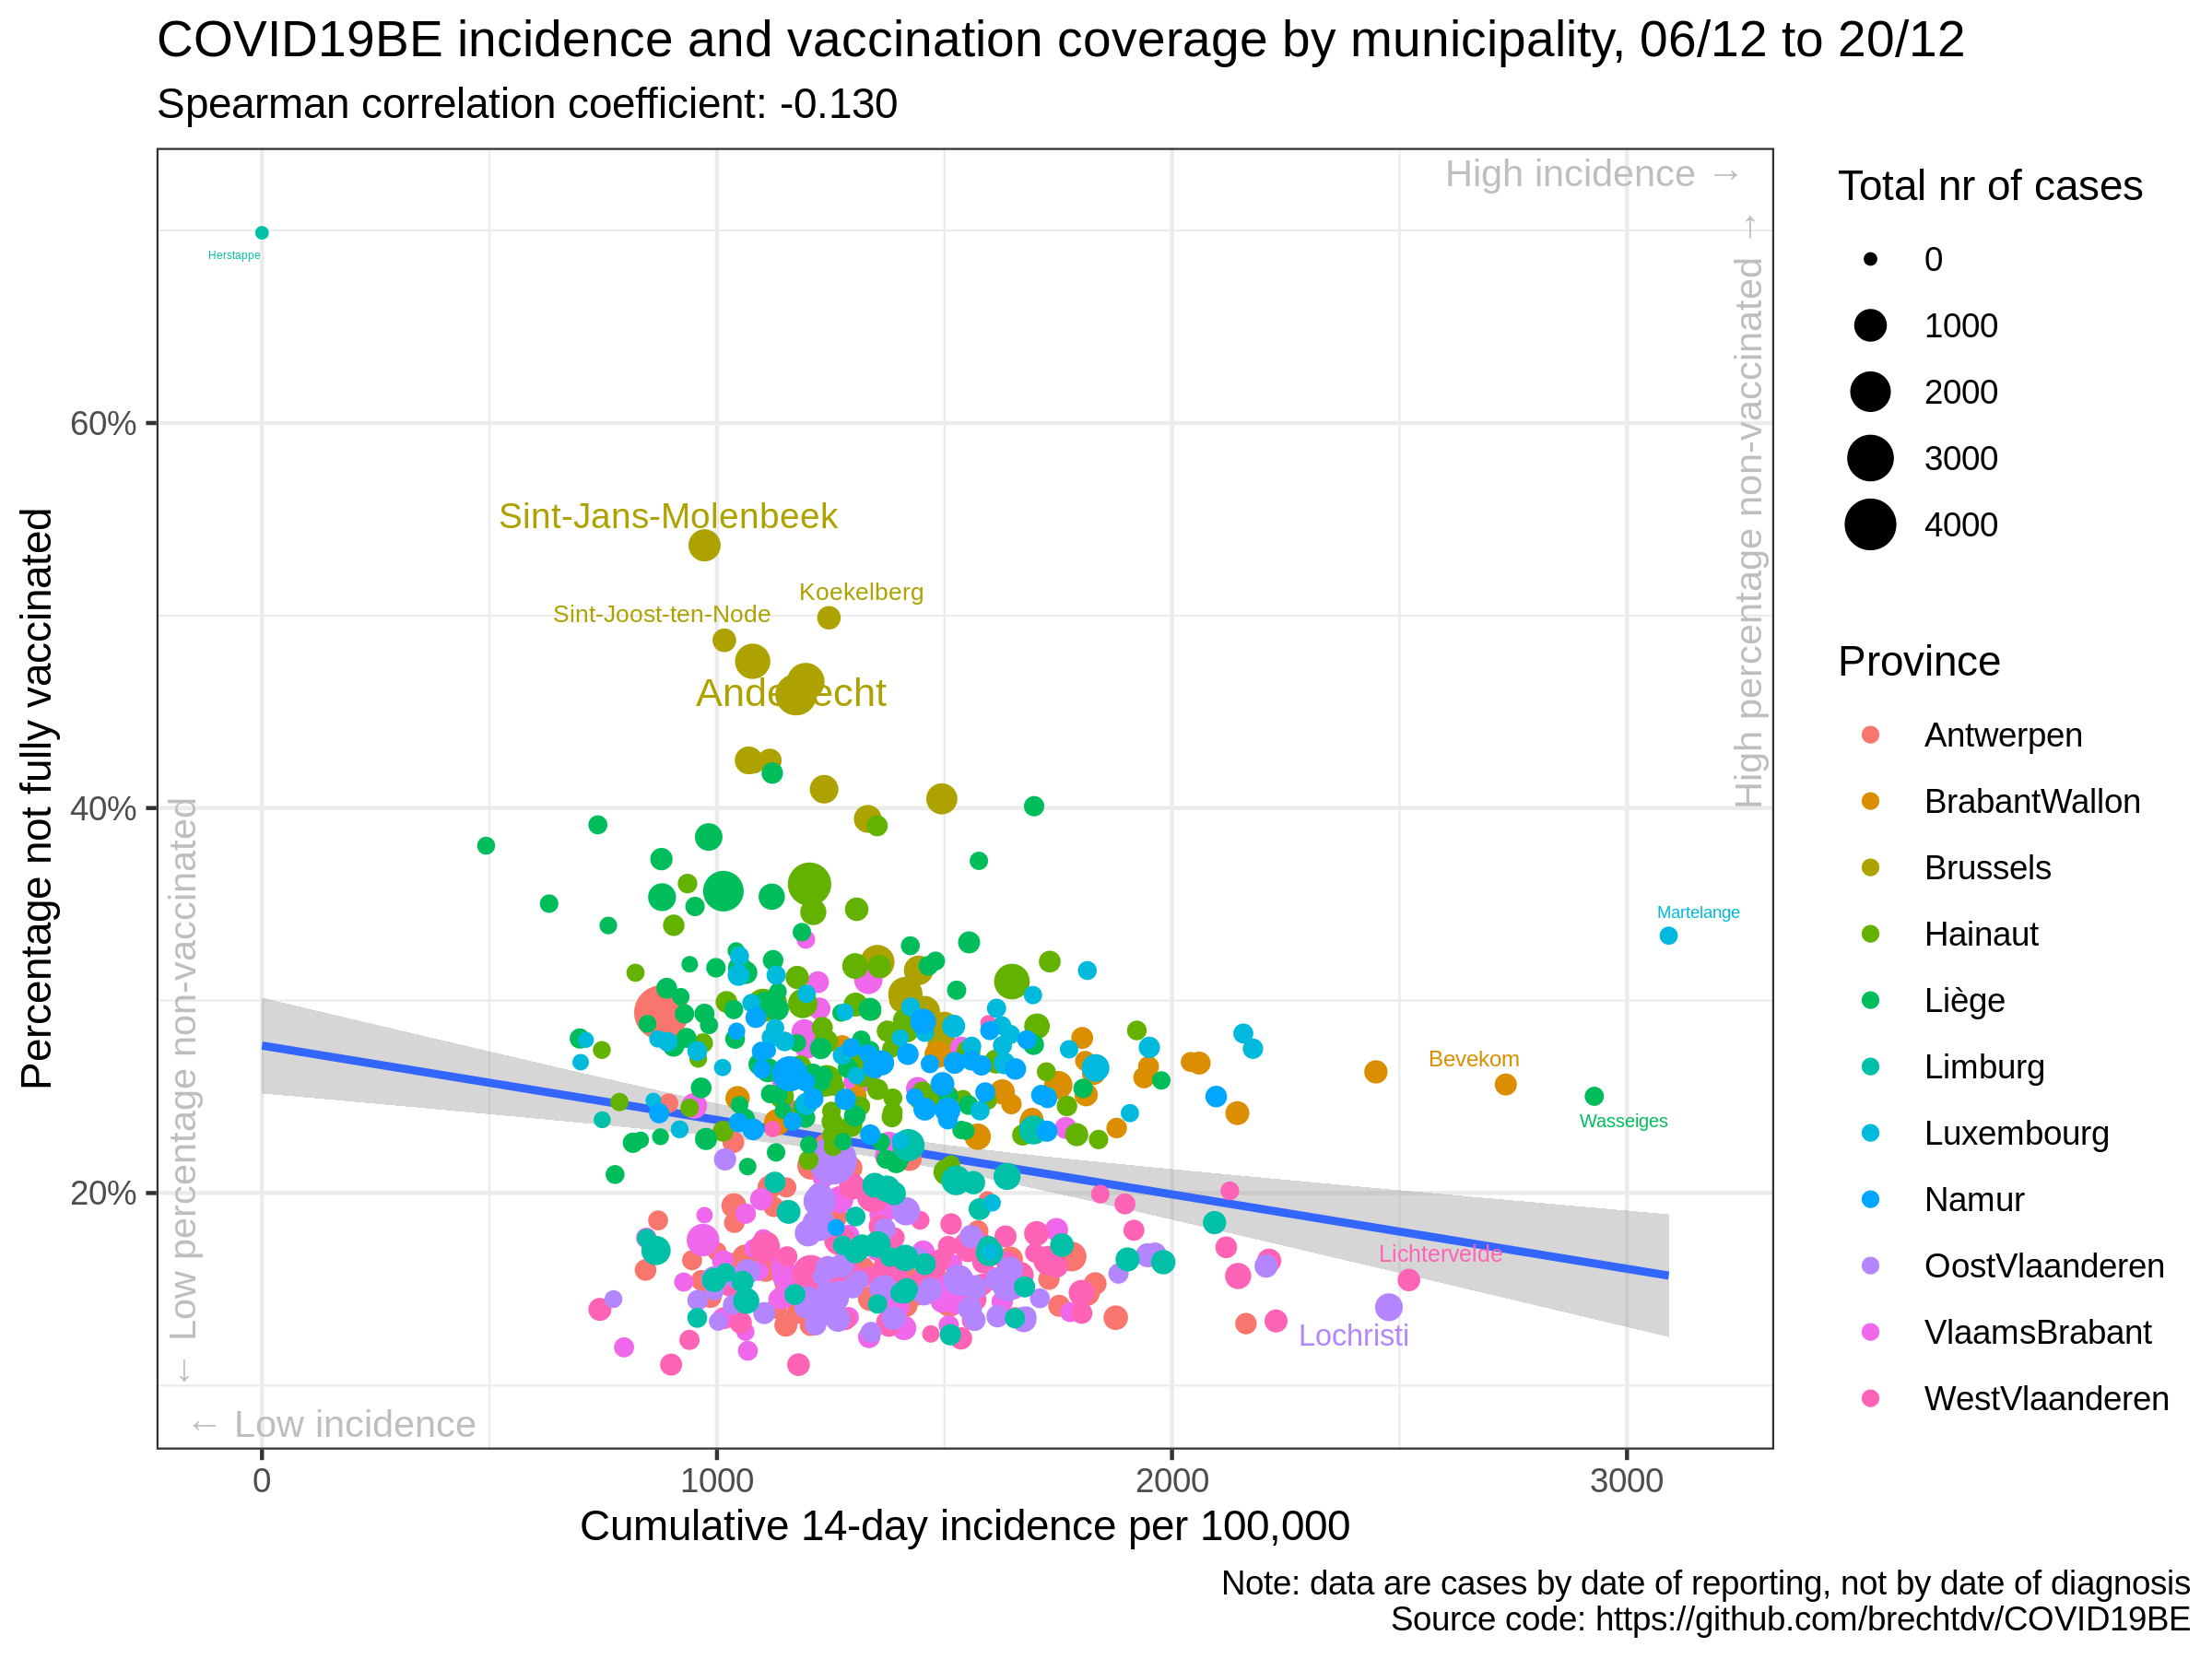 COVID19BE incidence and vaccination coverage by municipality, 06/12 to 20/12
Spearman correlation coefficient: -0.130
High incidence →
High percentage non-vaccinated →
← Low percentage non-vaccinated
← Low incidence
Percentage not fully vaccinated
60%
40%
20%
0
1000
2000
3000
Cumulative 14-day incidence per 100,000
Herstappe
Sint-Jans-Molenbeek
Koekelberg
Sint-Joost-ten-Node
Anderlecht
Martelange
Bevekom
Wasseiges
Lichtervelde
Lochristi
Total nr of cases
0
1000
2000
3000
4000
Province
Antwerpen
BrabantWallon
Brussels
Hainaut
Liège
Limburg
Luxembourg
Namur
OostVlaanderen
VlaamsBrabant
WestVlaanderen
Note: data are cases by date of reporting, not by date of diagnosis
Source code: https://github.com/brechtdv/COVID19BE